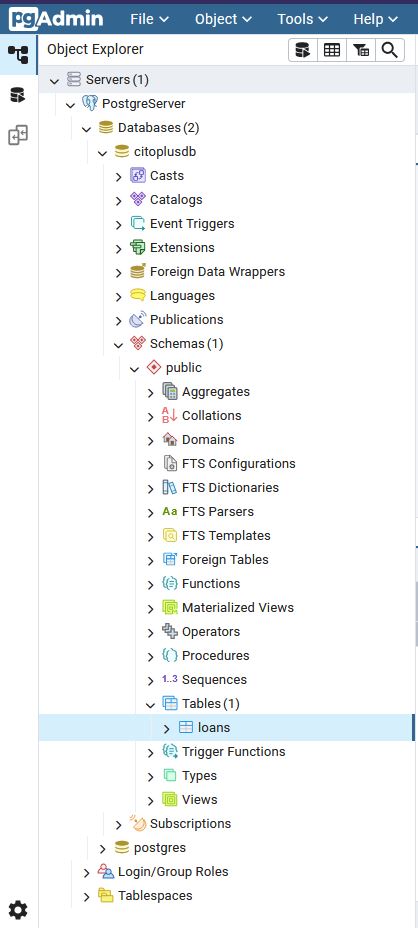 pgAdmin File Object Tools Help
Object Explorer
Servers (1)
PostgreServer
Databases (2)
citoplusdb
Casts
Catalogs
Event Triggers
Extensions
Foreign Data Wrappers
Languages
Publications
Schemas (1)
public
Aggregates
Collations
Domains
FTS Configurations
FTS Dictionaries
Aa FTS Parsers
FTS Templates
Foreign Tables
Functions
Materialized Views
Operators
Procedures
1..3 Sequences
Tables (1)
loans
Trigger Functions
Types
Views
Subscriptions
postgres
Login/Group Roles
Tablespaces